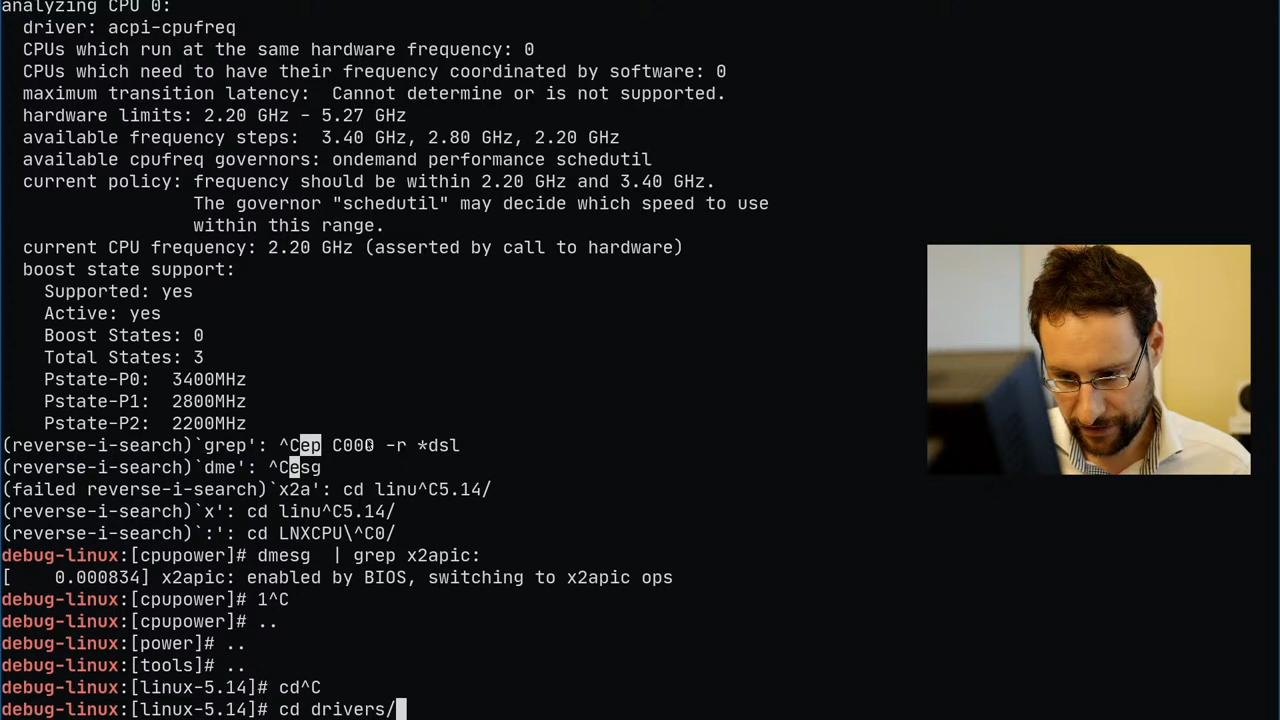 analyzing CPU 0:
driver: acpi-cpufreq
CPUs which run at the same hardware frequency: 0
CPUs which need to have their frequency coordinated by software: 0
maximum transition latency:  Cannot determine or is not supported.
hardware limits: 2.20 GHz - 5.27 GHz
available frequency steps:  3.40 GHz, 2.80 GHz, 2.20 GHz
available cpufreq governors: ondemand performance schedutil
current policy: frequency should be within 2.20 GHz and 3.40 GHz.
The governor "schedutil" may decide which speed to use
within this range.
current CPU frequency: 2.20 GHz (asserted by call to hardware)
boost state support:
Supported: yes
Active: yes
Boost States: 0
Total States: 3
Pstate-P0:  3400MHz
Pstate-P1:  2800MHz
Pstate-P2:  2200MHz
(reverse-i-search)`grep': ^Cep C000 -r *dsl
(reverse-i-search)`dme': ^Cesg
(failed reverse-i-search)`x2a': cd linu^C5.14/
(reverse-i-search)`x': cd linu^C5.14/
(reverse-i-search)`:': cd LNXCPU\^C0/
debug-linux:[cpupower]# dmesg  | grep x2apic:
[    0.000834] x2apic: enabled by BIOS, switching to x2apic ops
debug-linux:[cpupower]# 1^C
debug-linux:[cpupower]# ..
debug-linux:[power]# ..
debug-linux:[tools]# ..
debug-linux:[linux-5.14]# cd^C
debug-linux:[linux-5.14]# cd drivers/